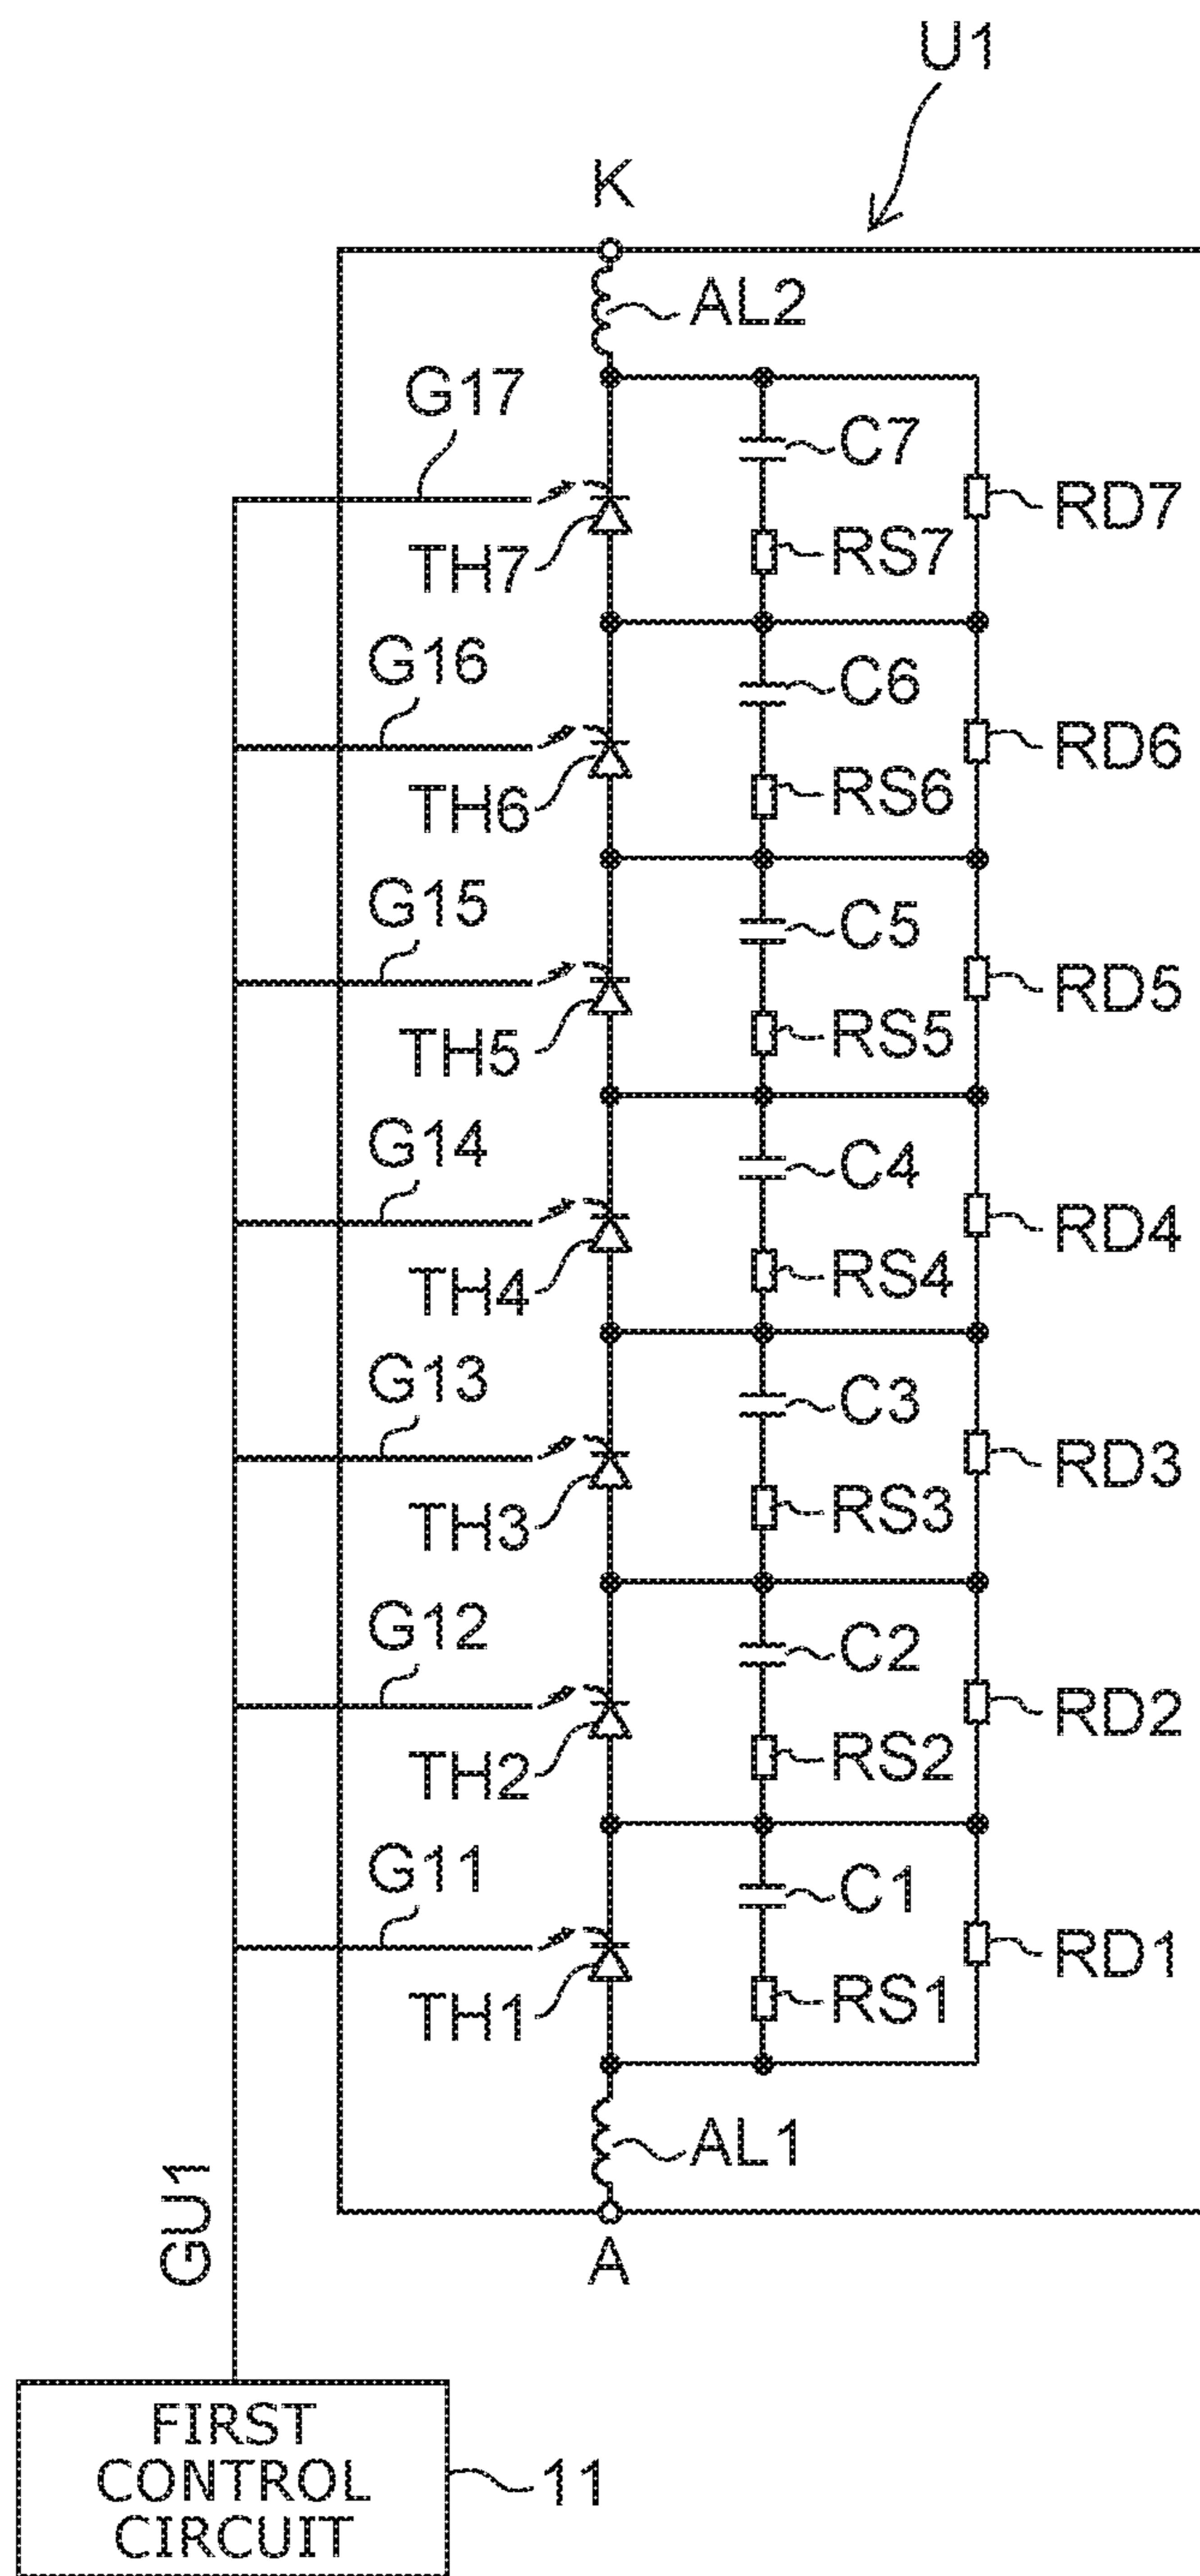 U1
K
AL2
G17
C7
RD7
TH7
RS7
G16
C6
RD6
TH6
RS6
G15
C5
RD5
TH5
RS5
G14
C4
RD4
TH4
RS4
G13
C3
RD3
TH3
RS3
G12
C2
RD2
TH2
RS2
G11
C1
RD1
TH1
RS1
AL1
GU1
A
FIRST
CONTROL
CIRCUIT
11